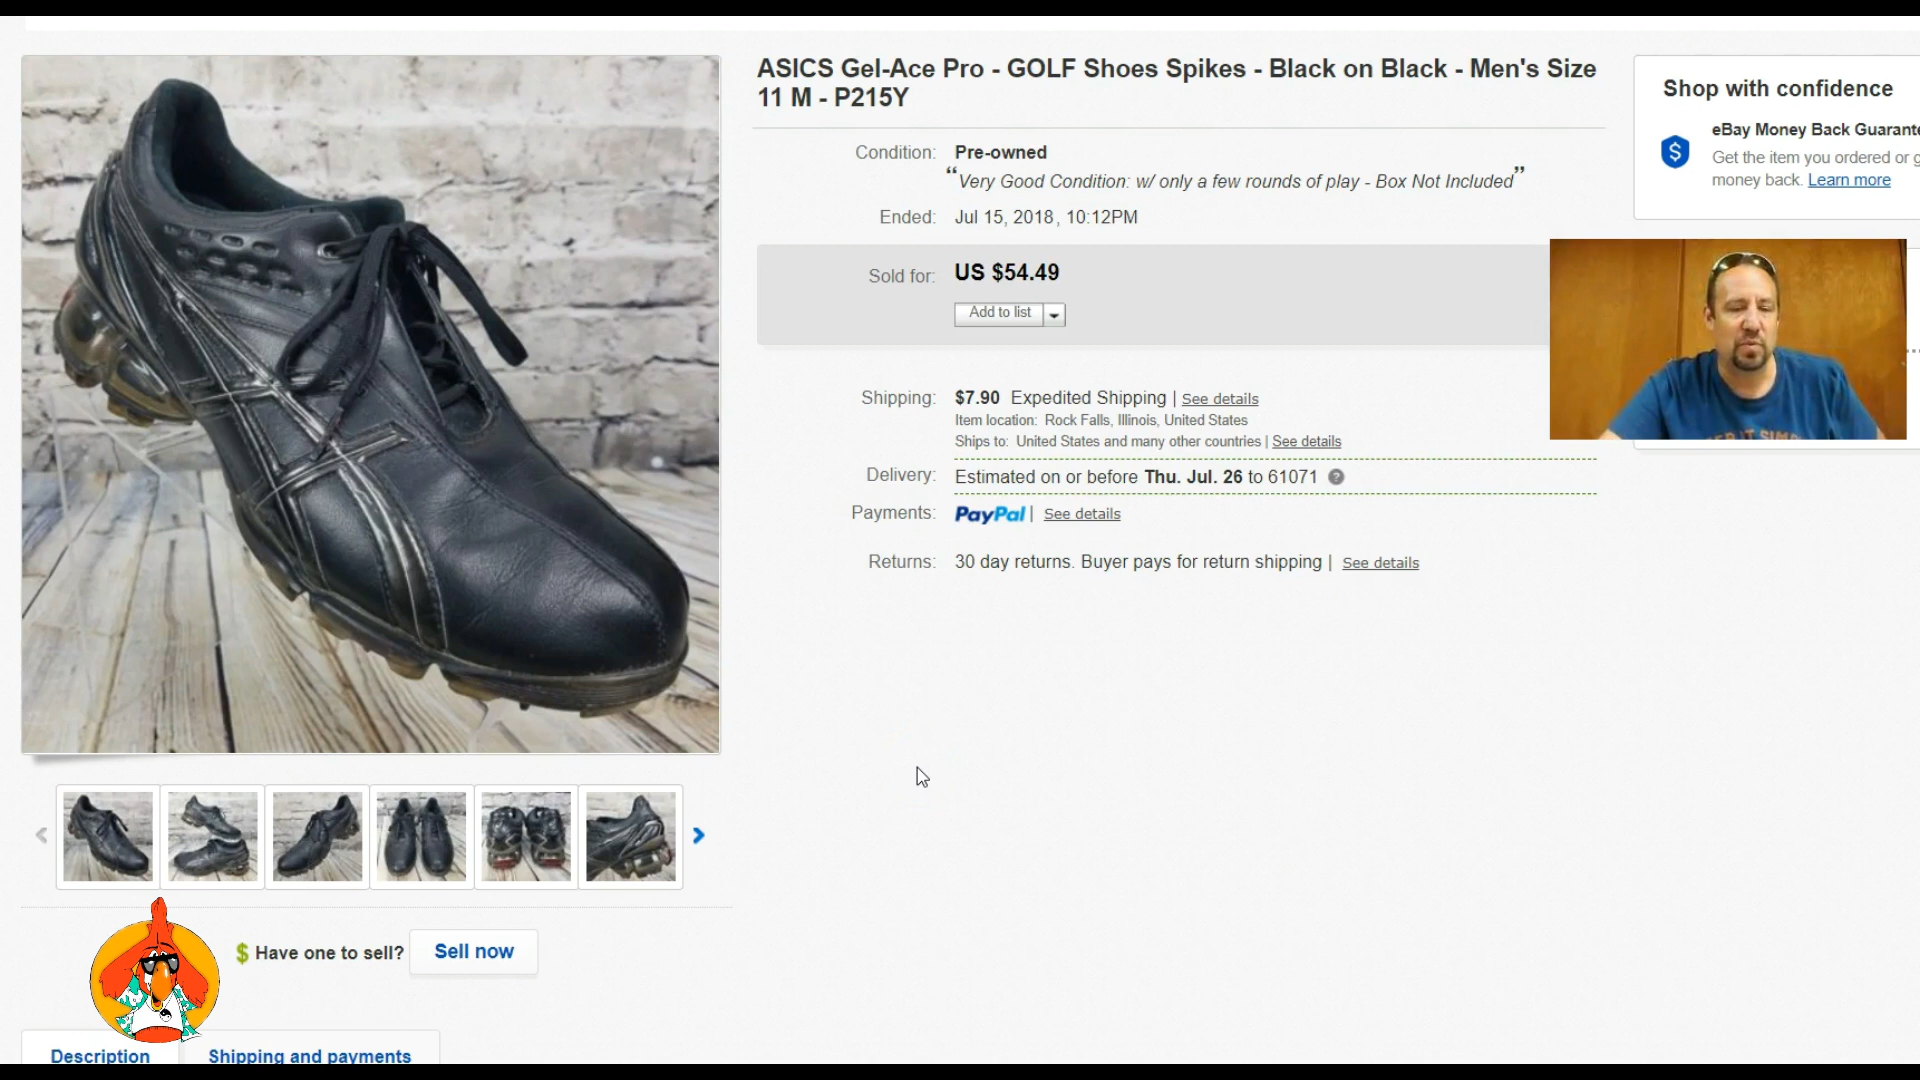 ASICS Gel-Ace Pro - GOLF Shoes Spikes - Black on Black - Men's Size
11 M - P215Y
Condition: Pre-owned
“Very Good Condition: w/ only a few rounds of play - Box Not Included”
Ended: Jul 15, 2018, 10:12PM
Sold for: US $54.49
Add to list
Shipping: $7.90 Expedited Shipping | See details
Item location: Rock Falls, Illinois, United States
Ships to: United States and many other countries | See details
Delivery: Estimated on or before Thu. Jul. 26 to 61071 ?
Payments: PayPal | See details
Returns: 30 day returns. Buyer pays for return shipping | See details
Shop with confidence
$
eBay Money Back Guarante
Get the item you ordered or g
money back. Learn more
$ Have one to sell? Sell now
Description
Shipping and payments